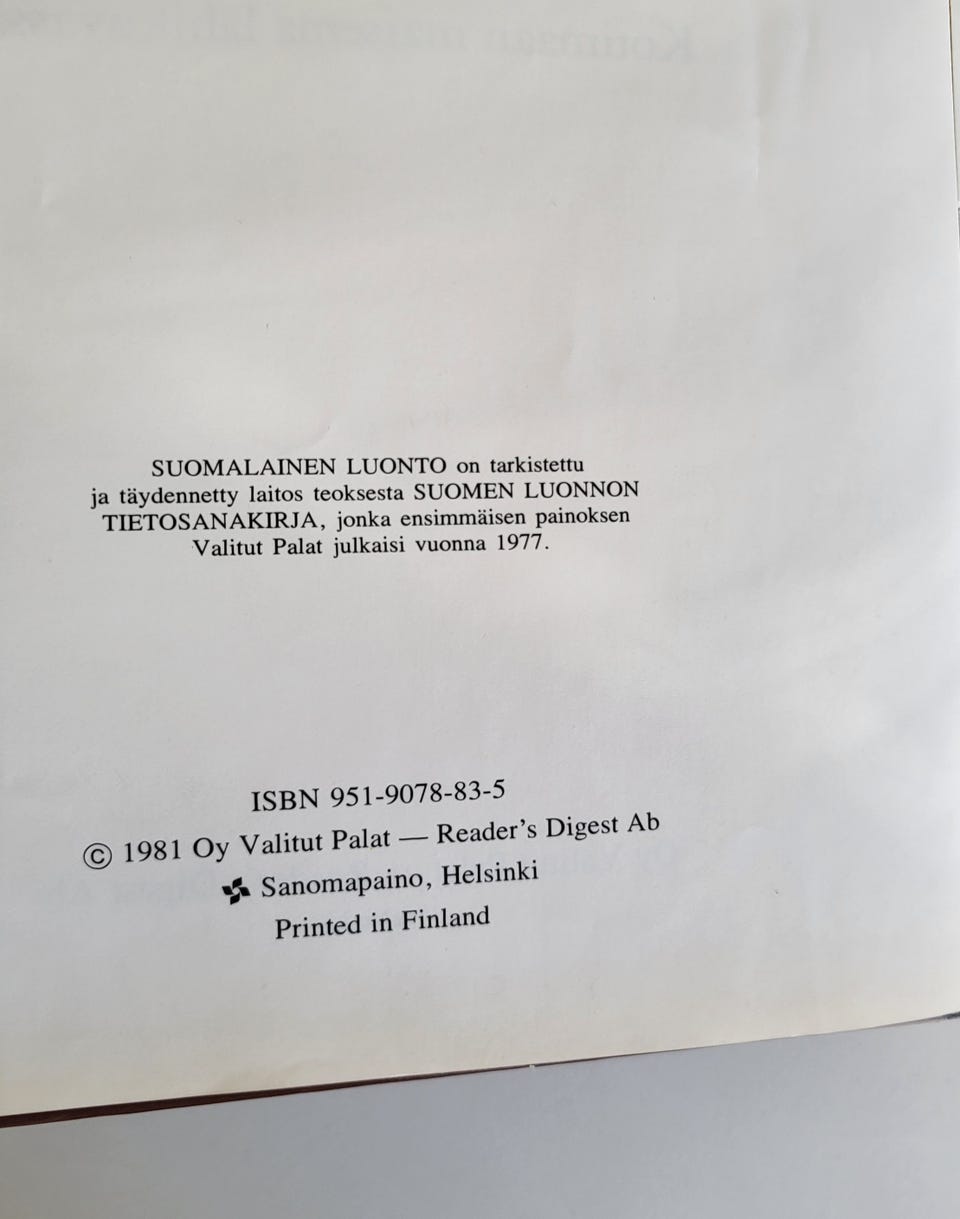 SUOMALAINEN LUONTO on tarkistettu
ja täydennetty laitos teoksesta SUOMEN LUONNON
TIETOSANAKIRJA, jonka ensimmäisen painoksen
Valitut Palat julkaisi vuonna 1977.
ISBN 951-9078-83-5
© 1981 Oy Valitut Palat — Reader's Digest Ab
Sanomapaino, Helsinki
Printed in Finland